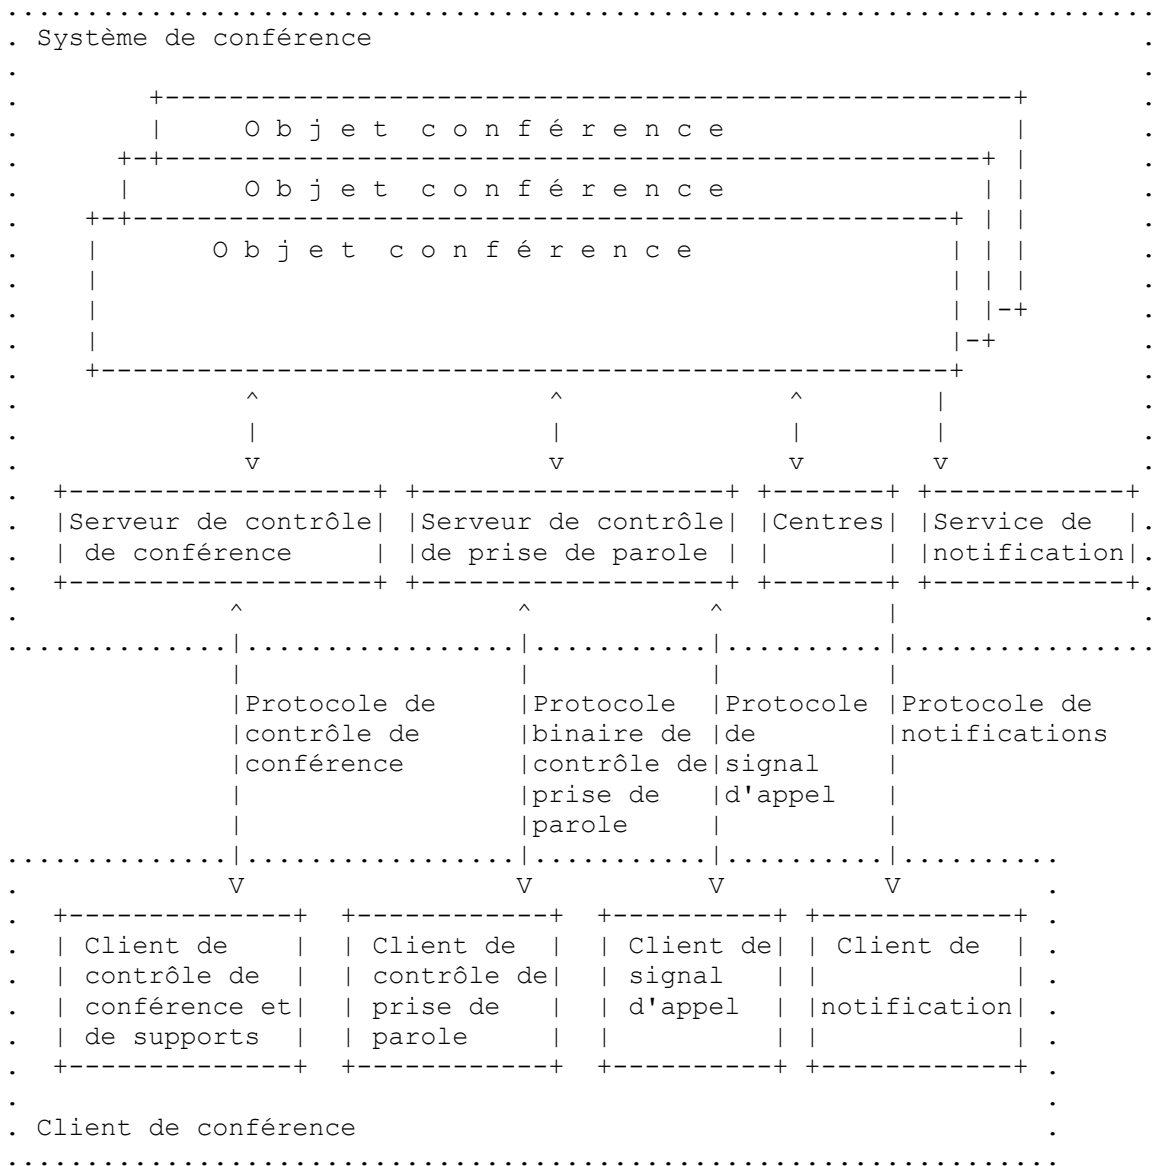 Système de conférence
O b j e t c o n f é r e n c e
O b j e t c o n f é r e n c e
O b j e t c o n f é r e n c e
Serveur de contrôle Serveur de contrôle Centres Service de
de conférence de prise de parole notification
Protocole de Protocole Protocole Protocole de
contrôle de binaire de de notifications
conférence contrôle de signal
prise de d'appel
parole
Client de Client de Client de Client de
contrôle de contrôle de signal
conférence et prise de d'appel notification
de supports parole
Client de conférence